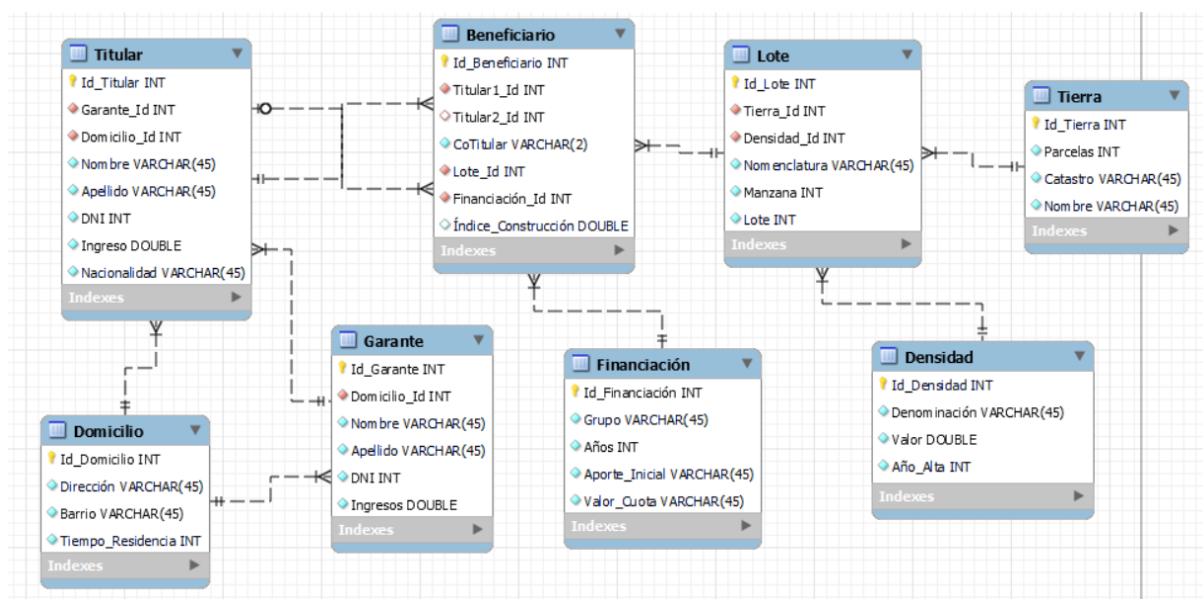 Titular
Id_Titular INT
Garante_Id INT
Domicilio_Id INT
Nombre VARCHAR(45)
Apellido VARCHAR(45)
DNI INT
Ingreso DOUBLE
Nacionalidad VARCHAR(45)
Indexes
Beneficiario
Id_Beneficiario INT
Titular1_Id INT
Titular2_Id INT
CoTitular VARCHAR(2)
Lote_Id INT
Financiación_Id INT
Índice_Construcción DOUBLE
Indexes
Lote
Id_Lote INT
Tierra_Id INT
Densidad_Id INT
Nomenclatura VARCHAR(45)
Manzana INT
Lote INT
Indexes
Tierra
Id_Tierra INT
Parcelas INT
Catastro VARCHAR(45)
Nombre VARCHAR(45)
Indexes
Domicilio
Id_Domicilio INT
Dirección VARCHAR(45)
Barrio VARCHAR(45)
Tiempo_Residencia INT
Indexes
Garante
Id_Garante INT
Domicilio_Id INT
Nombre VARCHAR(45)
Apellido VARCHAR(45)
DNI INT
Ingresos DOUBLE
Indexes
Financiación
Id_Financiación INT
Grupo VARCHAR(45)
Años INT
Aporte_Inicial VARCHAR(45)
Valor_Cuota VARCHAR(45)
Indexes
Densidad
Id_Densidad INT
Denominación VARCHAR(45)
Valor DOUBLE
Año_Alta INT
Indexes